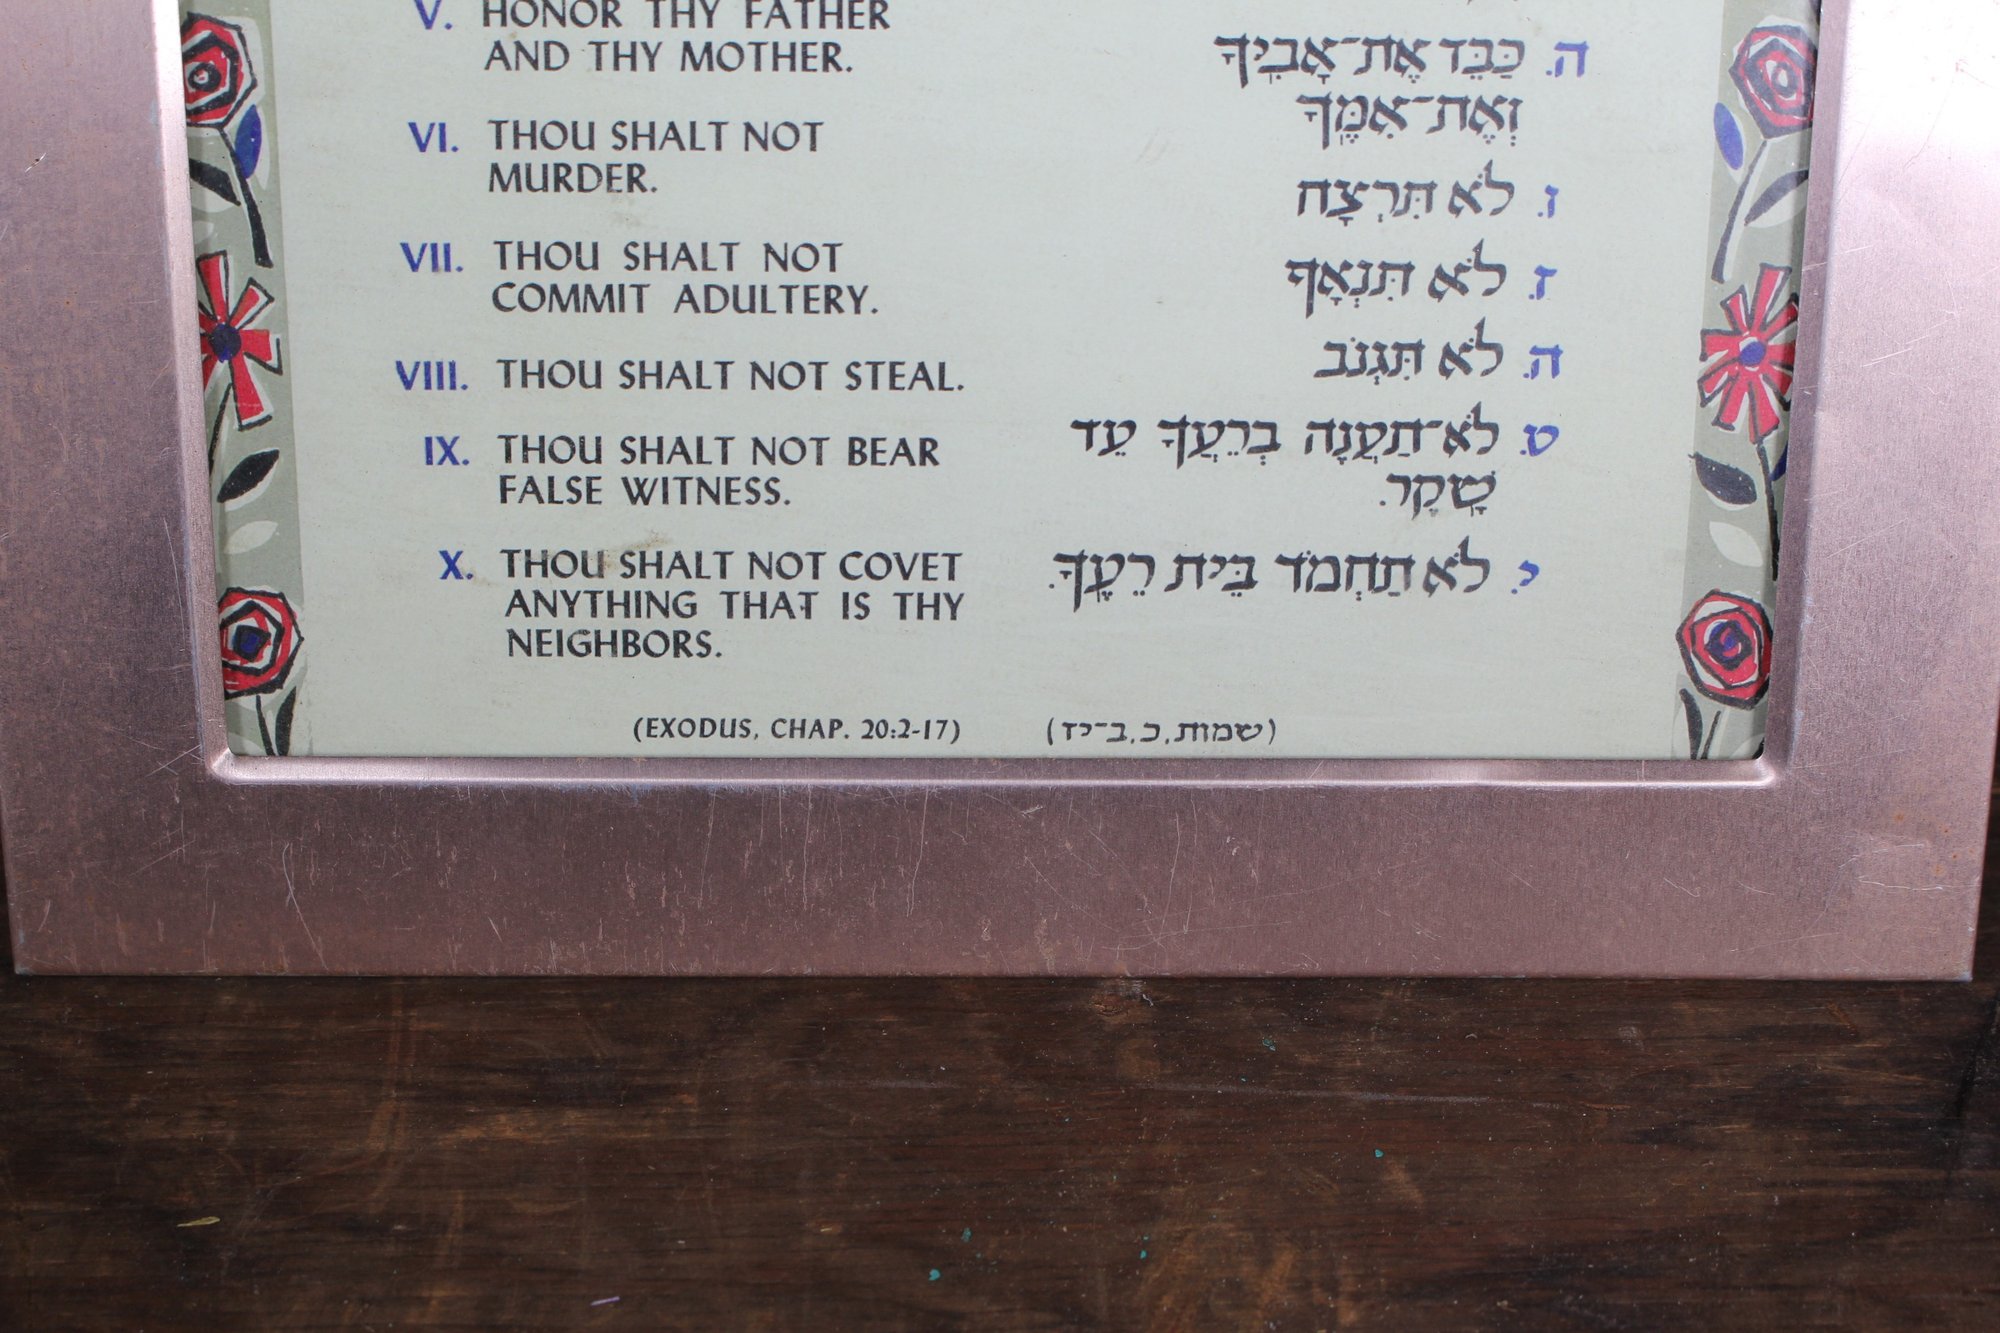 V. HONOR THY FATHER
AND THY MOTHER.
VI. THOU SHALT NOT
MURDER.
VII. THOU SHALT NOT
COMMIT ADULTERY.
VIII. THOU SHALT NOT STEAL.
IX. THOU SHALT NOT BEAR
FALSE WITNESS.
X. THOU SHALT NOT COVET
ANYTHING THAT IS THY
NEIGHBORS.
(EXODUS, CHAP. 20:2-17)
ה. כַּבֵּד אֶת־אָבִיךָ
וְאֶת־אִמֶּךָ
ו. לֹא תִּרְצָח
ז. לֹא תִּנְאָף
ח. לֹא תִּגְנֹב
ט. לֹא־תַעֲנֶה בְּרֵעֲךָ עֵד
שָׁקֶר.
י. לֹא תַחְמֹד בֵּית רֵעֶךָ.
(שמות, כ, ב־יז)